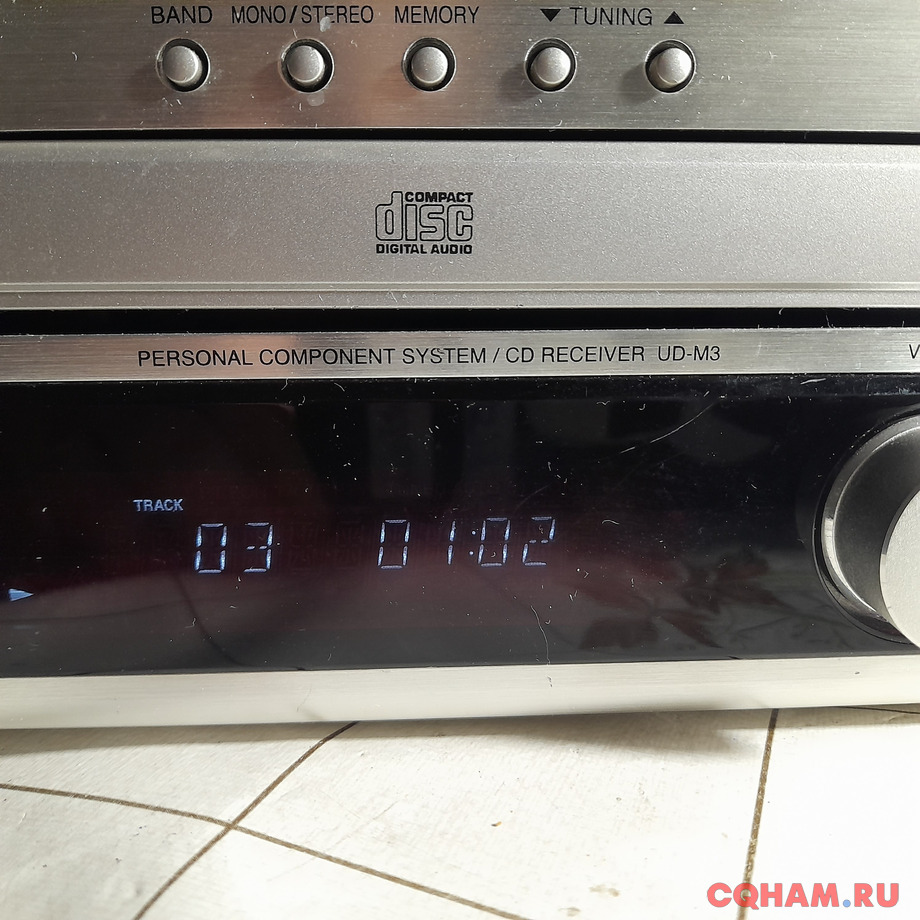 BAND MONO/STEREO MEMORY ▼ TUNING ▲
COMPACT
disc
DIGITAL AUDIO
PERSONAL COMPONENT SYSTEM / CD RECEIVER UD-M3 V
TRACK
03 01:02
CQHAM.RU